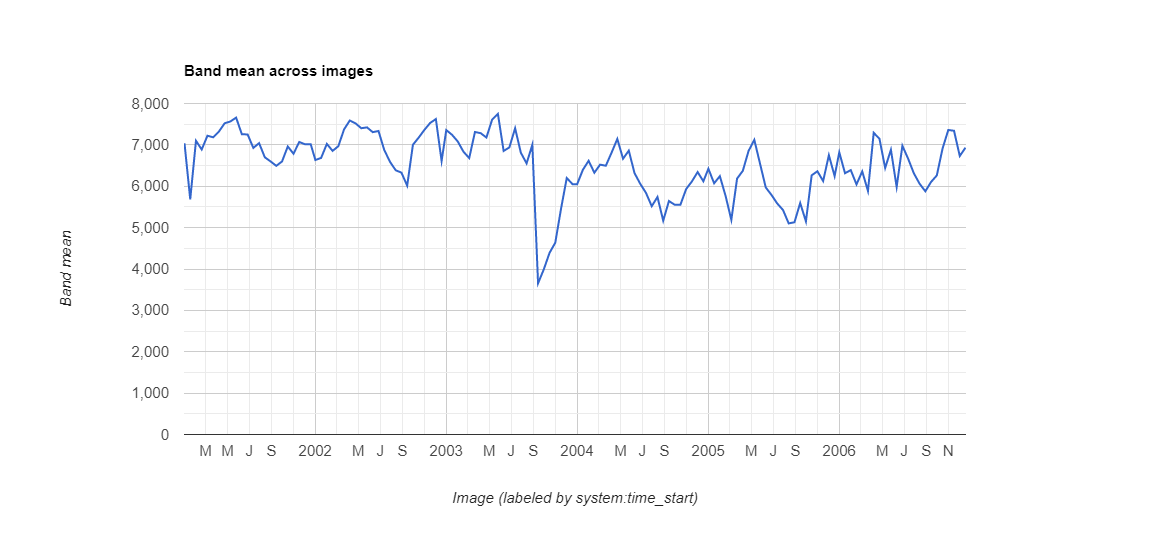 Band mean across images
8,000
7,000
6,000
5,000
4,000
3,000
2,000
1,000
0
Band mean
M M J S 2002 M J S 2003 M J S 2004 M J S 2005 M J S 2006 M J S N
Image (labeled by system:time_start)